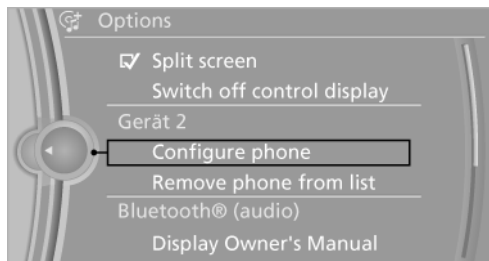 Options
Split screen
Switch off control display
Gerät 2
Configure phone
Remove phone from list
Bluetooth® (audio)
Display Owner's Manual